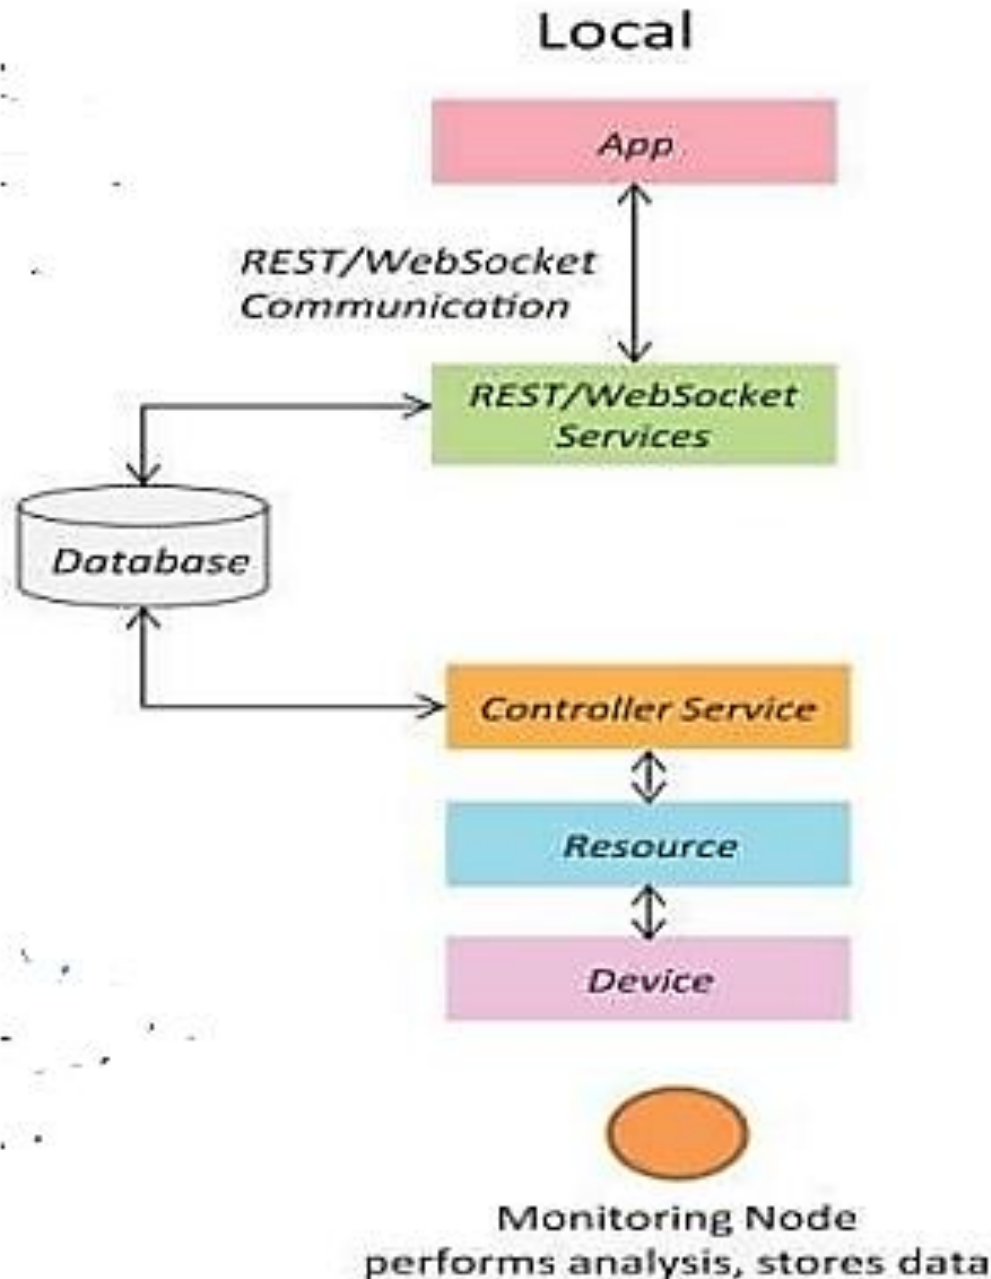 Local
App
REST/WebSocket
Communication
REST/WebSocket
Services
Database
Controller Service
Resource
Device
Monitoring Node
performs analysis, stores data